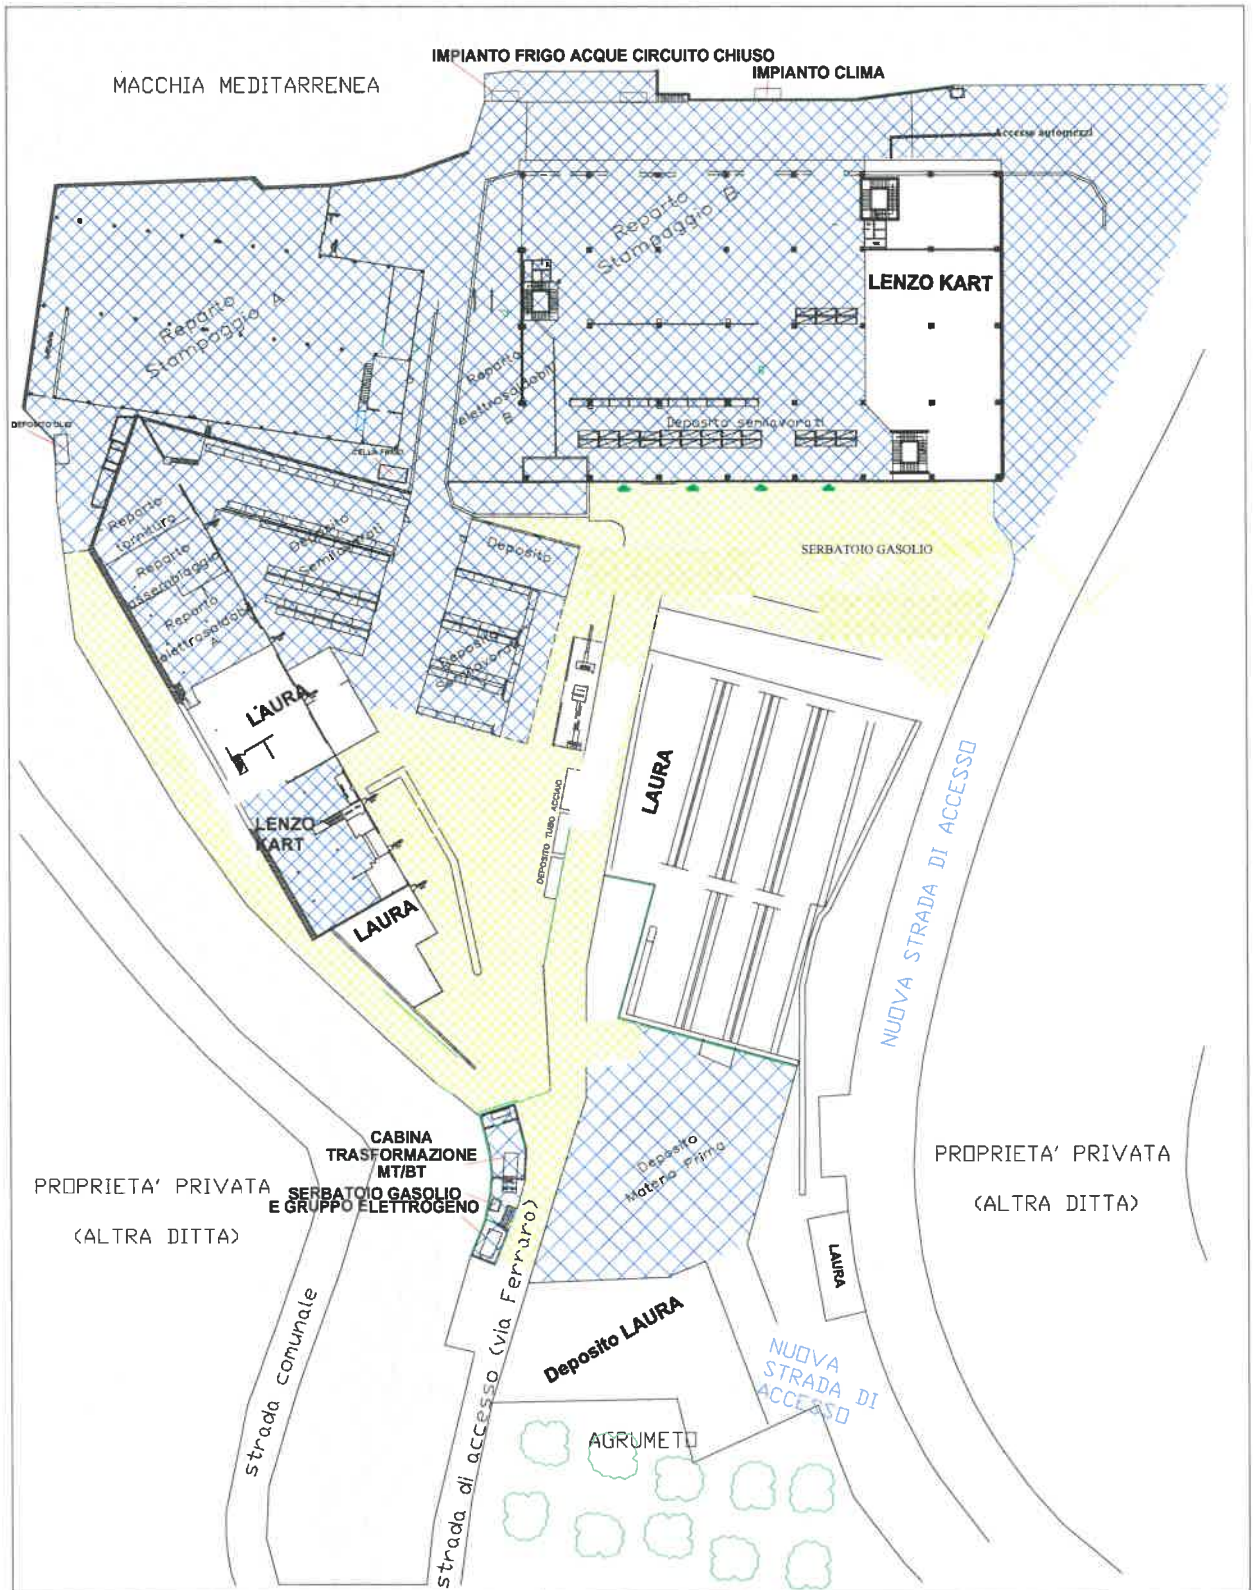 IMPIANTO FRIGO ACQUE CIRCUITO CHIUSO
IMPIANTO CLIMA
MACCHIA MEDITARRENEA
Accesso automezzi
Reparto
Stampaggio B
LENZO KART
Reparto
Stampaggio A
Reparto
elettrosaldabili
B
Deposito semilavorati
DEPOSITO OLIO
CELLA FRIGO
Reparto
tornitura
Reparto
assemblaggio
Reparto
elettrosaldabili
A
Deposito
Semilavorati
Deposito
Deposito
Semilavorati
SERBATOIO GASOLIO
LAURA
LAURA
DEPOSITO TUBO ACCIAIO
LENZO
KART
LAURA
NUOVA STRADA DI ACCESSO
CABINA
TRASFORMAZIONE
MT/BT
SERBATOIO GASOLIO
E GRUPPO ELETTROGENO
Deposito
Materia Prima
PROPRIETA' PRIVATA
(ALTRA DITTA)
PROPRIETA' PRIVATA
(ALTRA DITTA)
LAURA
strada comunale
strada di accesso (via Ferraro)
Deposito LAURA
NUOVA
STRADA DI
ACCESSO
AGRUMETO